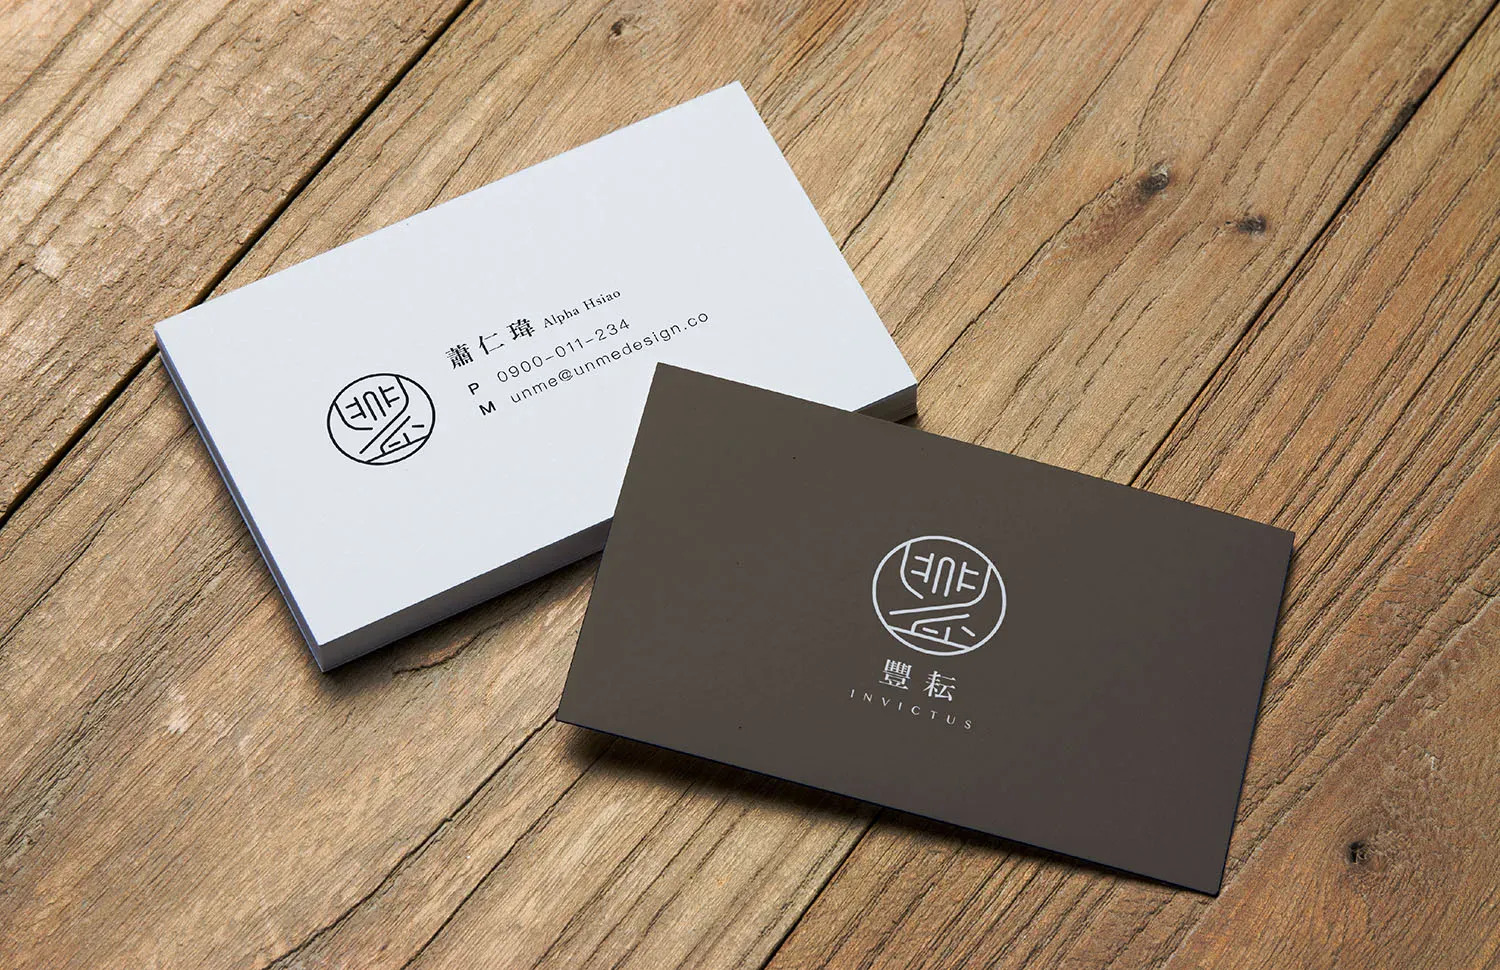 蕭仁瑋 Alpha Hsiao
P 0900-011-234
M unme@unmedesign.co
豐耘
INVICTUS